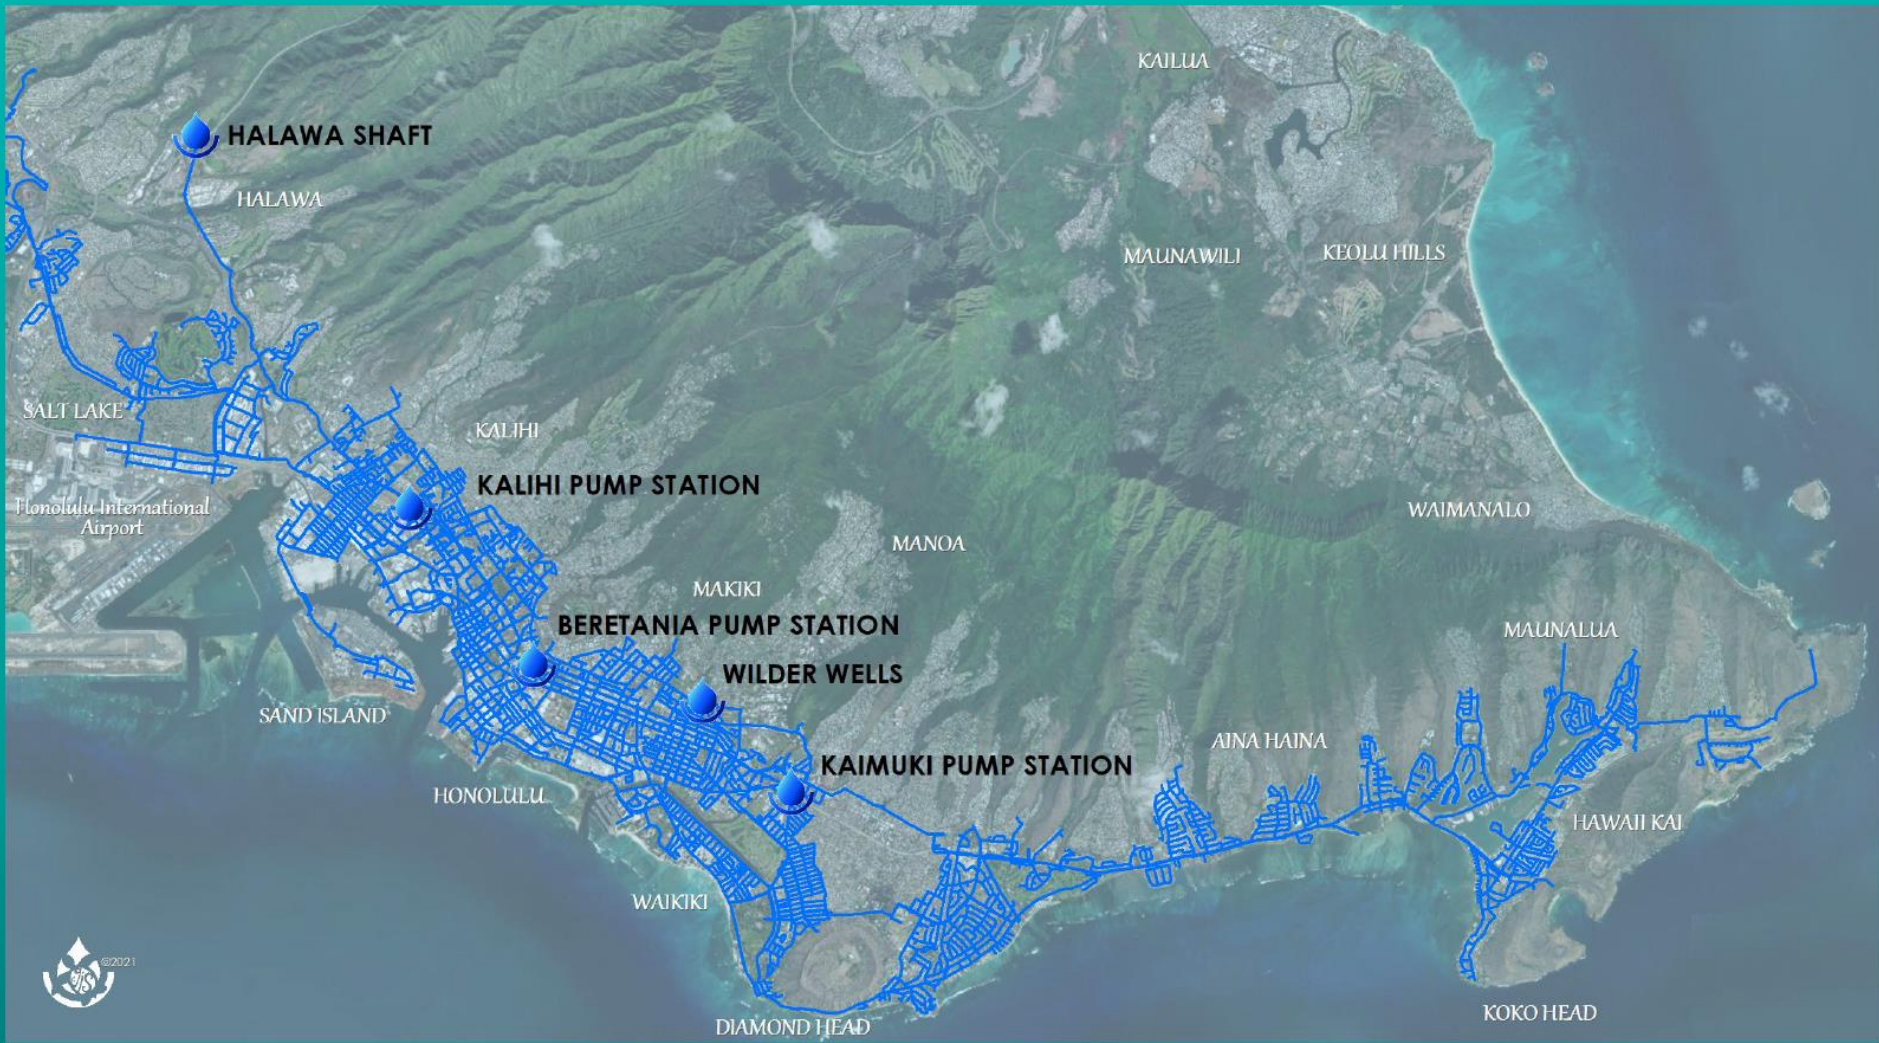 KAILUA
HALAWA SHAFT
HALAWA
MAUNAWILI
KEOLU HILLS
SALT LAKE
KALIHI
KALIHI PUMP STATION
Honolulu International
Airport
WAIMANALO
MANOA
MAKIKI
BERETANIA PUMP STATION
MAUNALUA
WILDER WELLS
SAND ISLAND
AINA HAINA
KAIMUKI PUMP STATION
HONOLULU
HAWAII KAI
WAIKIKI
©2021
KOKO HEAD
DIAMOND HEAD